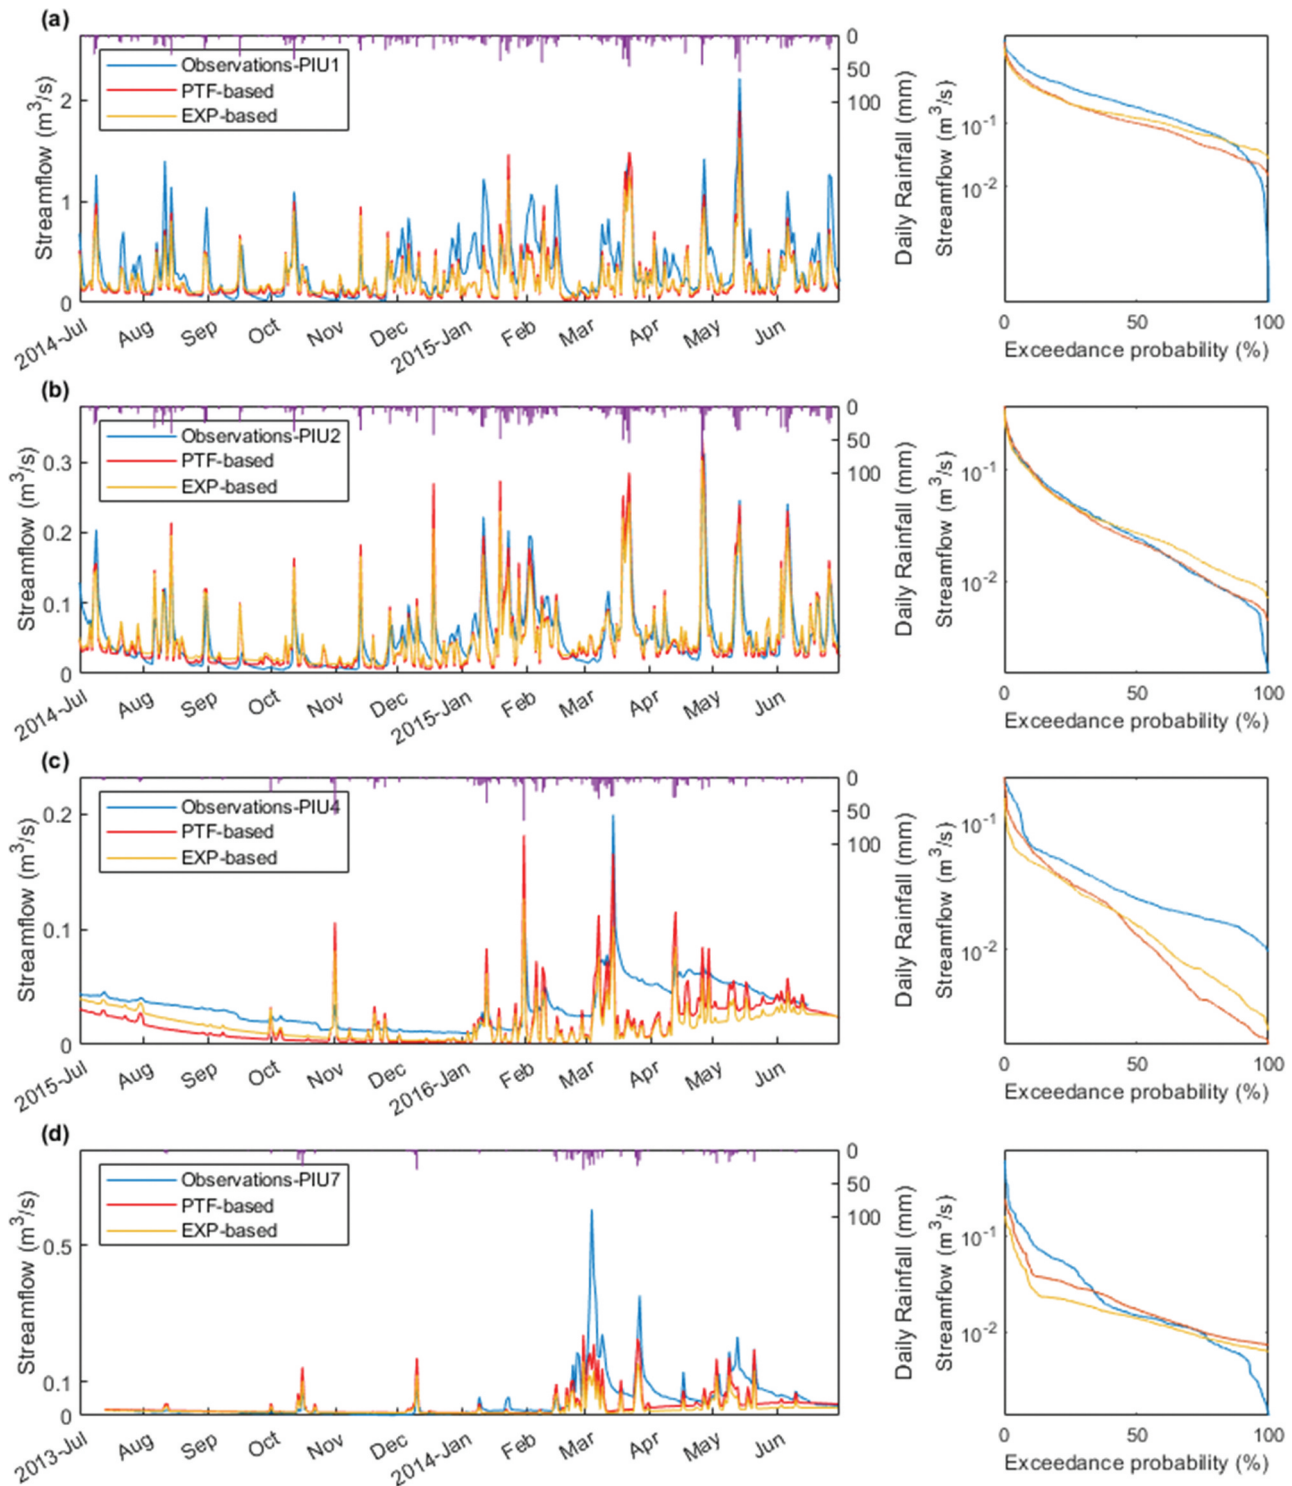 (a)
Streamflow (m³/s)
2
1
0
Observations-PIU1
PTF-based
EXP-based
2014-Jul Aug Sep Oct Nov Dec 2015-Jan Feb Mar Apr May Jun
0
50
100
Daily Rainfall (mm)
Streamflow (m³/s)
10⁻¹
10⁻²
0 50 100
Exceedance probability (%)
(b)
Streamflow (m³/s)
0.3
0.2
0.1
0
Observations-PIU2
PTF-based
EXP-based
2014-Jul Aug Sep Oct Nov Dec 2015-Jan Feb Mar Apr May Jun
0
50
100
Daily Rainfall (mm)
Streamflow (m³/s)
10⁻¹
10⁻²
0 50 100
Exceedance probability (%)
(c)
Streamflow (m³/s)
0.2
0.1
0
Observations-PIU4
PTF-based
EXP-based
2015-Jul Aug Sep Oct Nov Dec 2016-Jan Feb Mar Apr May Jun
0
50
100
Daily Rainfall (mm)
Streamflow (m³/s)
10⁻¹
10⁻²
0 50 100
Exceedance probability (%)
(d)
Streamflow (m³/s)
0.5
0.1
0
Observations-PIU7
PTF-based
EXP-based
2013-Jul Aug Sep Oct Nov Dec 2014-Jan Feb Mar Apr May Jun
0
50
100
Daily Rainfall (mm)
Streamflow (m³/s)
10⁻¹
10⁻²
0 50 100
Exceedance probability (%)